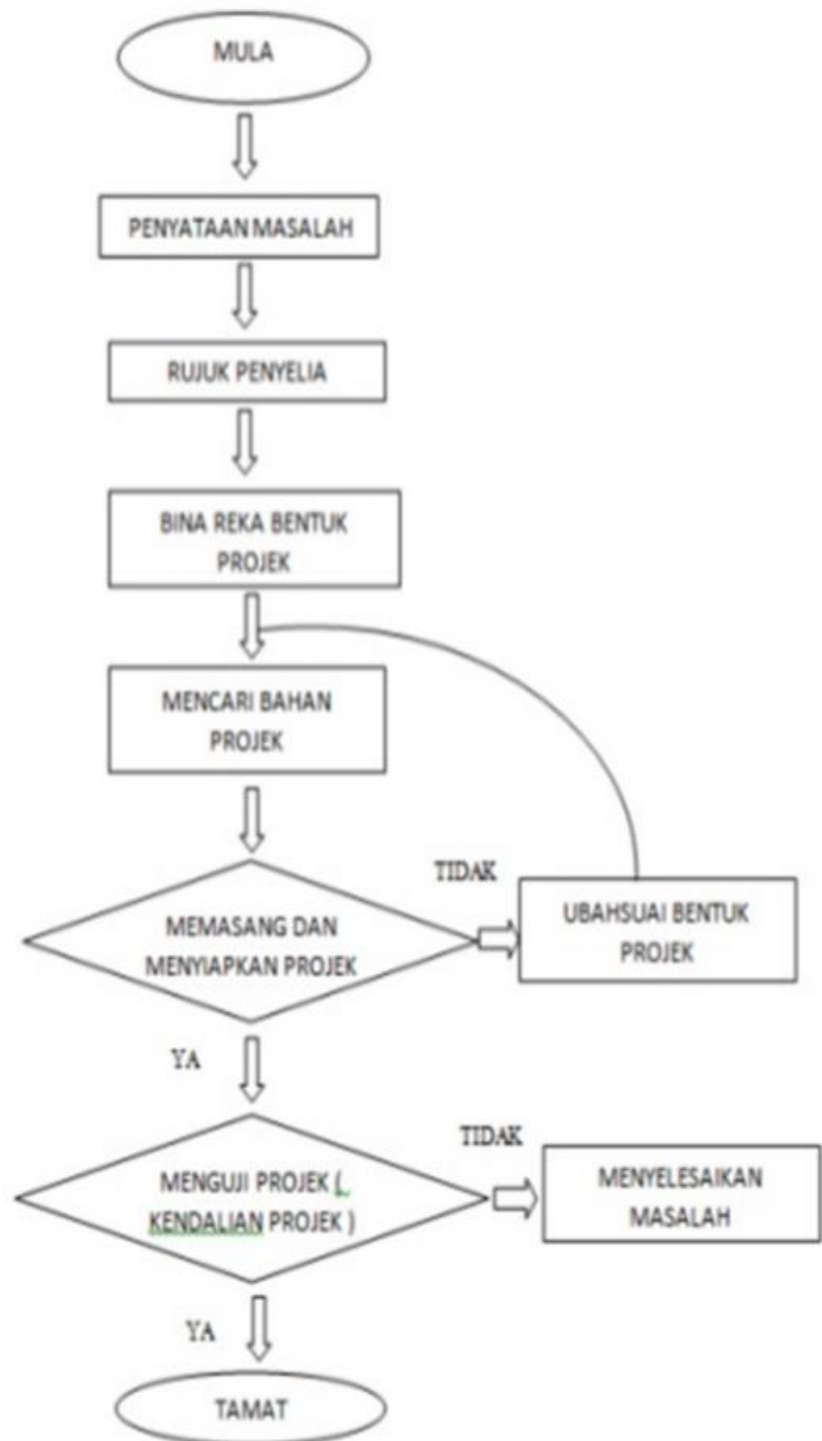 MULA
PENYATAAN MASALAH
RUJUK PENYELIA
BINA REKA BENTUK
PROJEK
MENCARI BAHAN
PROJEK
MEMASANG DAN
MENYIAPKAN PROJEK
TIDAK
UBAHSUAI BENTUK
PROJEK
YA
MENGUJI PROJEK (
KENDALIAN PROJEK )
TIDAK
MENYELESAIKAN
MASALAH
YA
TAMAT